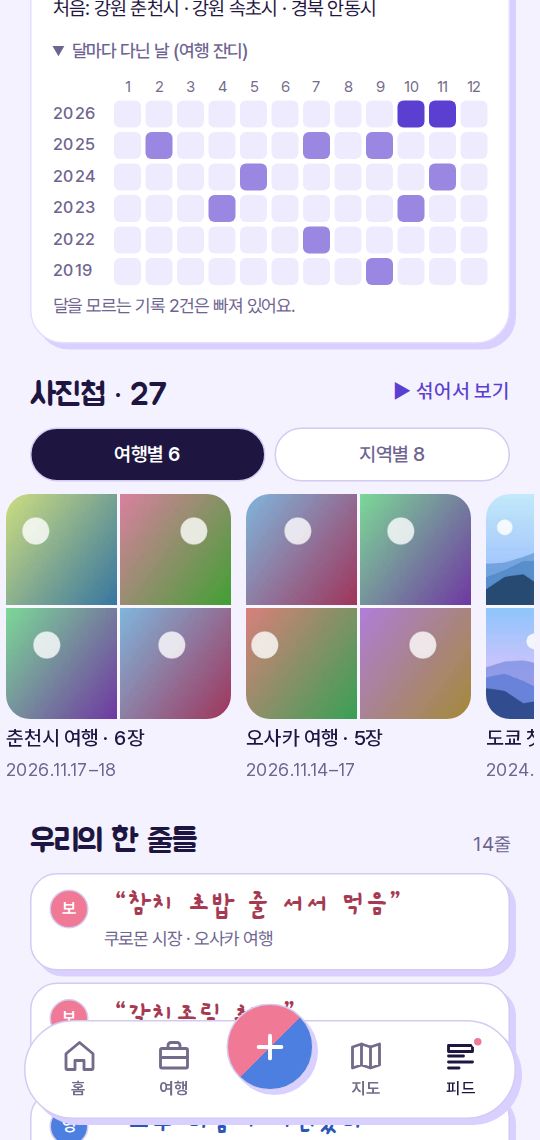 처음: 강원 춘천시 · 강원 속초시 · 경북 안동시
▼ 달마다 다닌 날 (여행 잔디)
1 2 3 4 5 6 7 8 9 10 11 12
2026
2025
2024
2023
2022
2019
달을 모르는 기록 2건은 빠져 있어요.
사진첩 · 27
▶ 섞어서 보기
여행별 6
지역별 8
춘천시 여행 · 6장
2026.11.17–18
오사카 여행 · 5장
2026.11.14–17
도쿄
2024.
우리의 한 줄들
14줄
보
“참치 초밥 줄 서서 먹음”
쿠로몬 시장 · 오사카 여행
“갈치조림
홈
여행
+
지도
피드